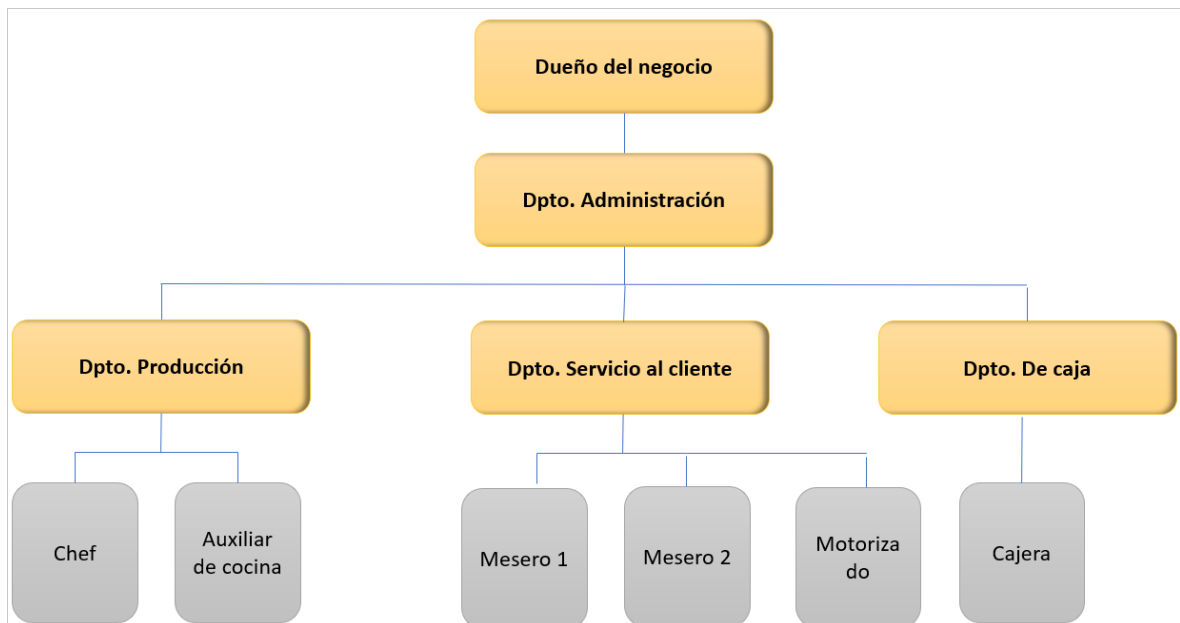 Dueño del negocio
Dpto. Administración
Dpto. Producción
Dpto. Servicio al cliente
Dpto. De caja
Chef
Auxiliar
de cocina
Mesero 1
Mesero 2
Motoriza
do
Cajera